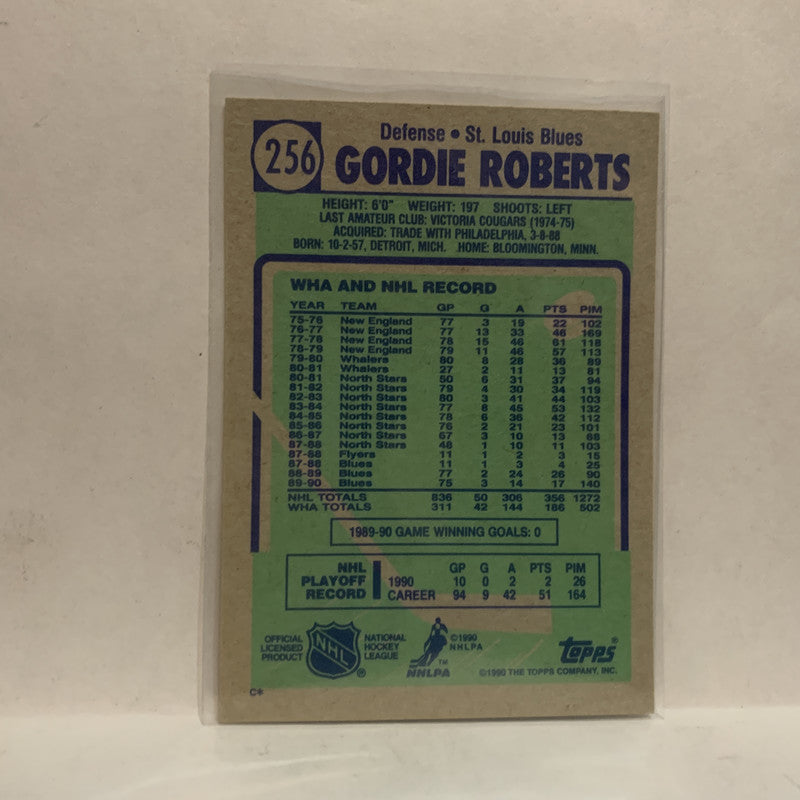 256
Defense • St. Louis Blues
GORDIE ROBERTS
HEIGHT: 6'0" WEIGHT: 197 SHOOTS: LEFT
LAST AMATEUR CLUB: VICTORIA COUGARS (1974-75)
ACQUIRED: TRADE WITH PHILADELPHIA, 3-8-88
BORN: 10-2-57, DETROIT, MICH. HOME: BLOOMINGTON, MINN.
WHA AND NHL RECORD
YEAR TEAM GP G A PTS PIM
75-76 New England 77 3 19 22 102
76-77 New England 77 13 33 46 169
77-78 New England 78 15 46 61 118
78-79 New England 79 11 46 57 113
79-80 Whalers 80 8 28 36 89
80-81 Whalers 27 2 11 13 81
80-81 North Stars 50 6 31 37 94
81-82 North Stars 79 4 30 34 119
82-83 North Stars 80 3 41 44 103
83-84 North Stars 77 8 45 53 132
84-85 North Stars 78 6 36 42 112
85-86 North Stars 76 2 21 23 101
86-87 North Stars 67 3 10 13 68
87-88 North Stars 48 1 10 11 103
87-88 Flyers 11 1 2 3 15
87-88 Blues 11 1 3 4 25
88-89 Blues 77 2 24 26 90
89-90 Blues 75 3 14 17 140
NHL TOTALS 836 50 306 356 1272
WHA TOTALS 311 42 144 186 502
1989-90 GAME WINNING GOALS: 0
NHL PLAYOFF RECORD
GP G A PTS PIM
1990 10 0 2 2 26
CAREER 94 9 42 51 164
OFFICIAL LICENSED PRODUCT
NHL ®
NATIONAL HOCKEY LEAGUE
©1990 NHLPA
™
NHLPA
Topps®
©1990 THE TOPPS COMPANY, INC.
C*